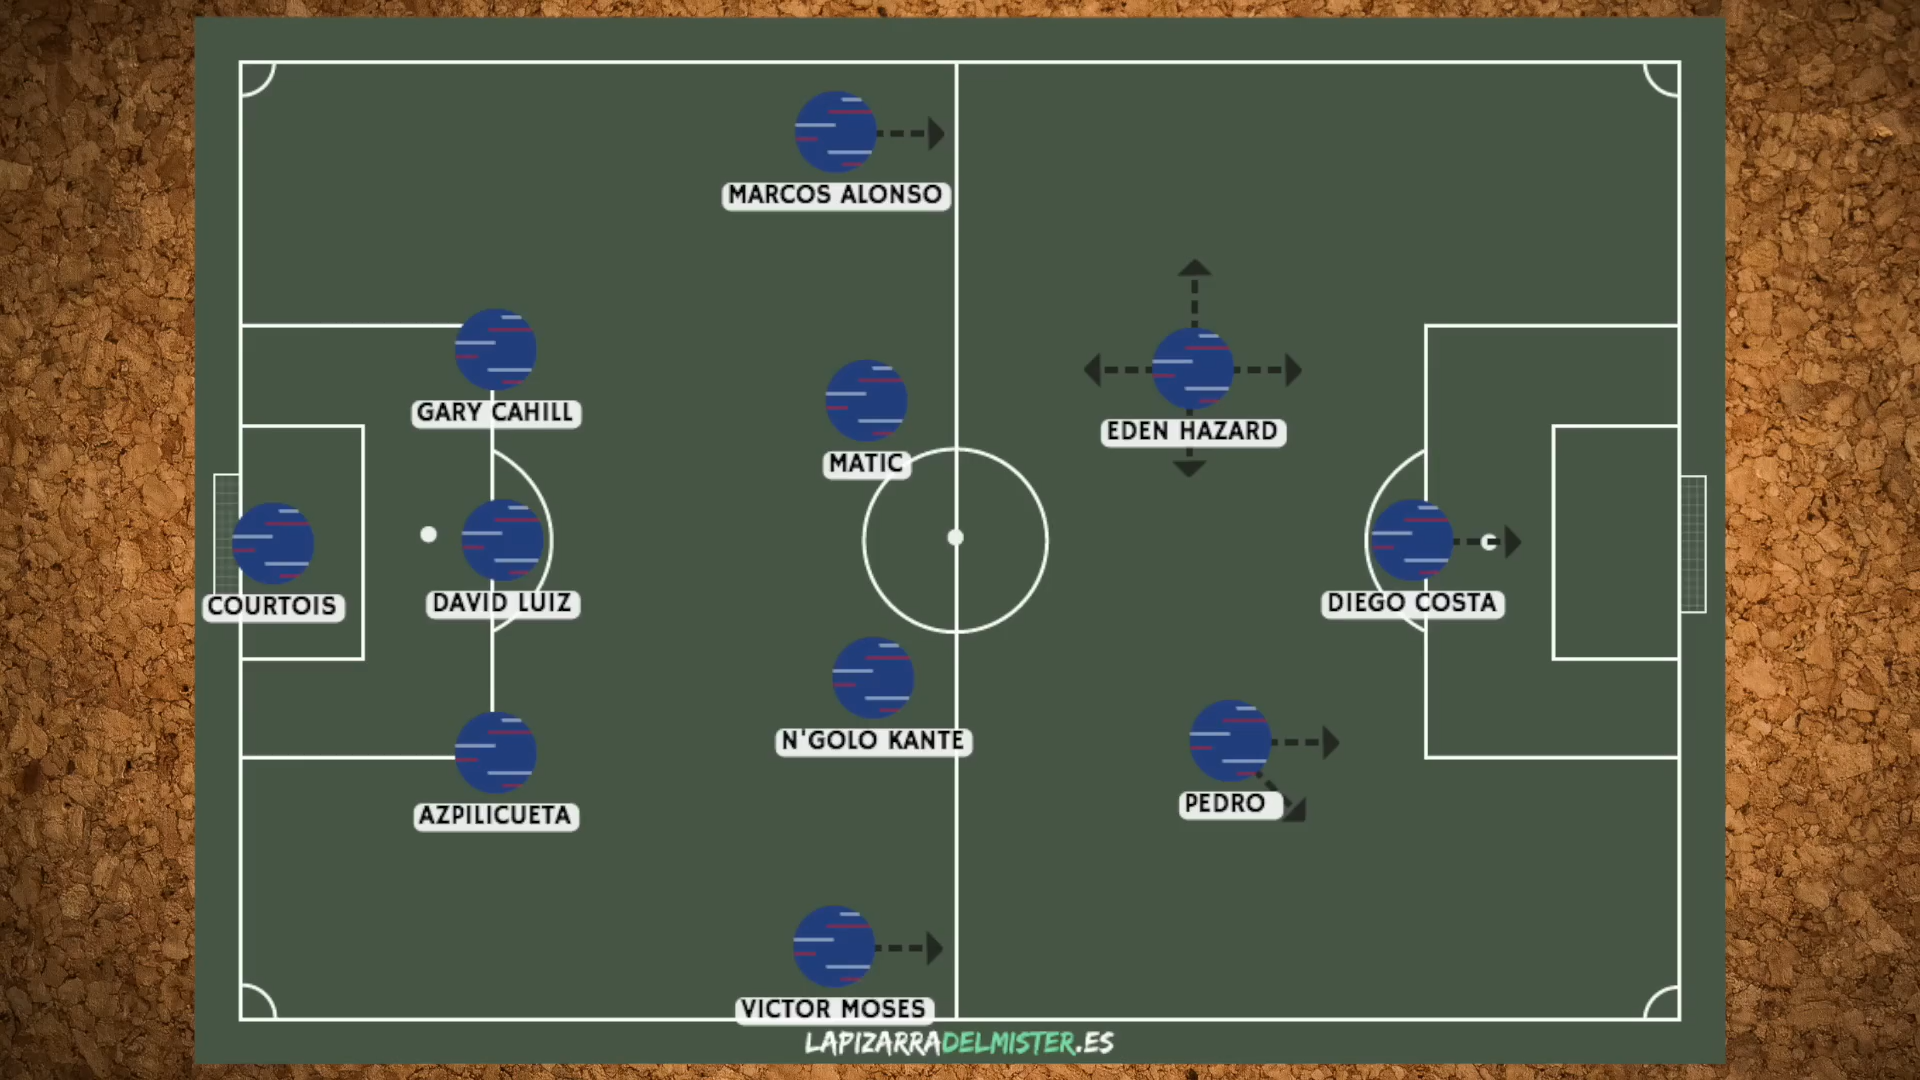 MARCOS ALONSO
GARY CAHILL
EDEN HAZARD
MATIC
COURTOIS
DAVID LUIZ
DIEGO COSTA
N'GOLO KANTE
PEDRO
AZPILICUETA
VICTOR MOSES
LAPIZARRADELMISTER.ES